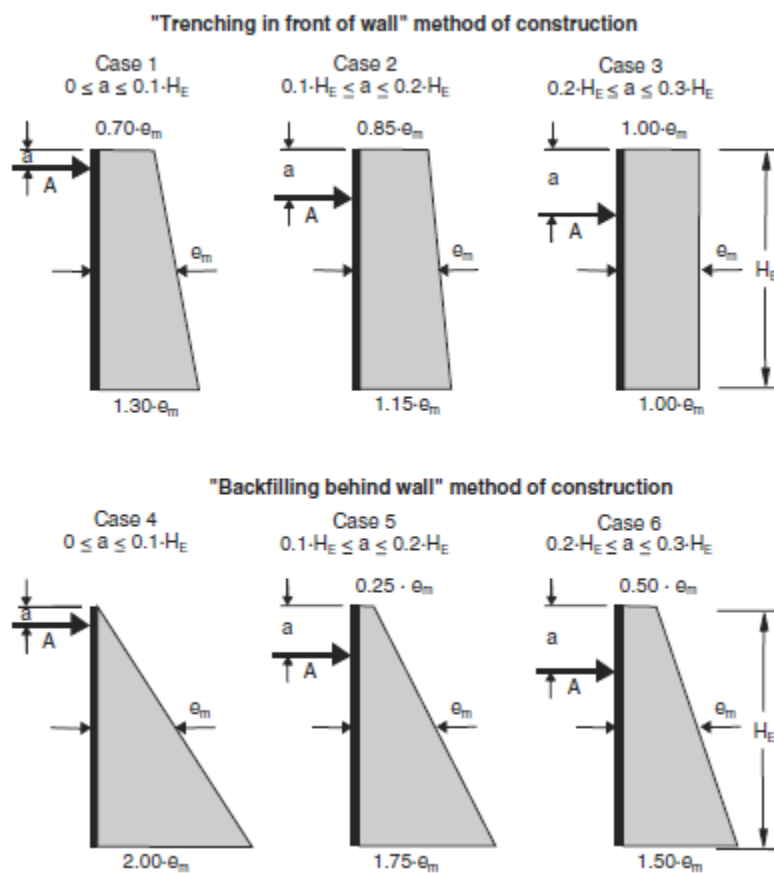 "Trenching in front of wall" method of construction
Case 1
0 ≤ a ≤ 0.1·H_E
Case 2
0.1·H_E ≤ a ≤ 0.2·H_E
Case 3
0.2·H_E ≤ a ≤ 0.3·H_E
0.70·e_m
0.85·e_m
1.00·e_m
a
A
a
A
a
A
e_m
e_m
e_m
H_E
1.30·e_m
1.15·e_m
1.00·e_m
"Backfilling behind wall" method of construction
Case 4
0 ≤ a ≤ 0.1·H_E
Case 5
0.1·H_E ≤ a ≤ 0.2·H_E
Case 6
0.2·H_E ≤ a ≤ 0.3·H_E
0.25 · e_m
0.50 · e_m
a
A
a
A
a
A
e_m
e_m
e_m
H_E
2.00·e_m
1.75·e_m
1.50·e_m